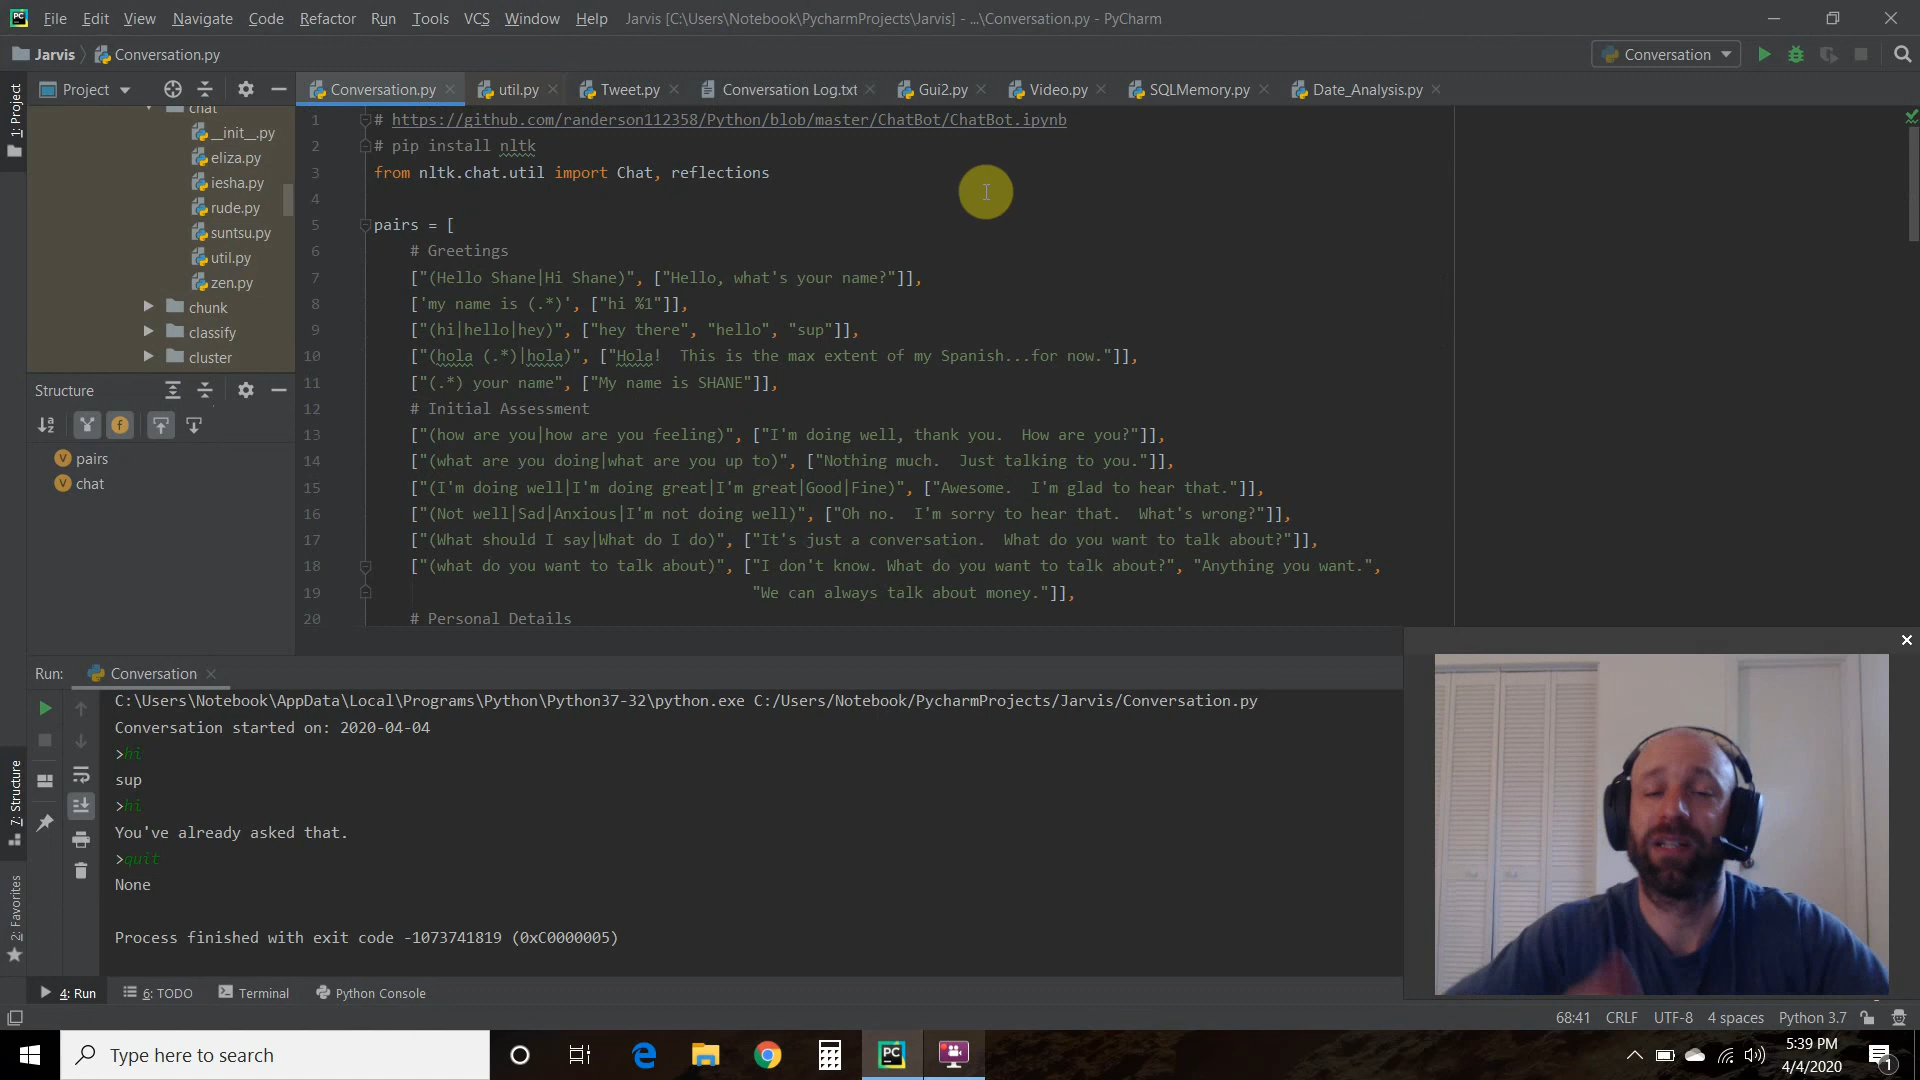 File Edit View Navigate Code Refactor Run Tools VCS Window Help Jarvis [C:\Users\Notebook\PycharmProjects\Jarvis] - ...\Conversation.py - PyCharm
Jarvis Conversation.py
Conversation
1: Project
Project
Conversation.py util.py Tweet.py Conversation Log.txt Gui2.py Video.py SQLMemory.py Date_Analysis.py
chat
__init__.py
eliza.py
iesha.py
rude.py
suntsu.py
util.py
zen.py
chunk
classify
cluster
Structure
pairs
chat
1 # https://github.com/randerson112358/Python/blob/master/ChatBot/ChatBot.ipynb
2 # pip install nltk
3 from nltk.chat.util import Chat, reflections
4
5 pairs = [
6 # Greetings
7 ["(Hello Shane|Hi Shane)", ["Hello, what's your name?"]],
8 ['my name is (.*)', ["hi %1"]],
9 ["(hi|hello|hey)", ["hey there", "hello", "sup"]],
10 ["(hola (.*)|hola)", ["Hola!  This is the max extent of my Spanish...for now."]],
11 ["(.*) your name", ["My name is SHANE"]],
12 # Initial Assessment
13 ["(how are you|how are you feeling)", ["I'm doing well, thank you.  How are you?"]],
14 ["(what are you doing|what are you up to)", ["Nothing much.  Just talking to you."]],
15 ["(I'm doing well|I'm doing great|I'm great|Good|Fine)", ["Awesome.  I'm glad to hear that."]],
16 ["(Not well|Sad|Anxious|I'm not doing well)", ["Oh no.  I'm sorry to hear that.  What's wrong?"]],
17 ["(What should I say|What do I do)", ["It's just a conversation.  What do you want to talk about?"]],
18 ["(what do you want to talk about)", ["I don't know. What do you want to talk about?", "Anything you want.",
19 "We can always talk about money."]],
20 # Personal Details
Run: Conversation
C:\Users\Notebook\AppData\Local\Programs\Python\Python37-32\python.exe C:/Users/Notebook/PycharmProjects/Jarvis/Conversation.py
Conversation started on: 2020-04-04
>hi
sup
>hi
You've already asked that.
>quit
None
Process finished with exit code -1073741819 (0xC0000005)
7: Structure
2: Favorites
4: Run 6: TODO Terminal Python Console
68:41 CRLF UTF-8 4 spaces Python 3.7
Type here to search
PC
5:39 PM
4/4/2020
1